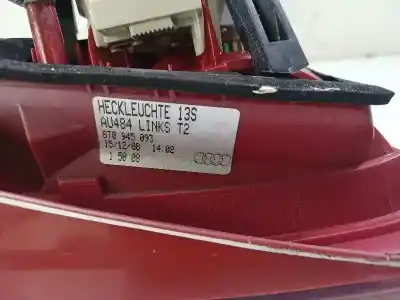 HECKLEUCHTE 13S
AU484 LINKS T2
8T0 945 093
15/12/08 14.02
1 50 08